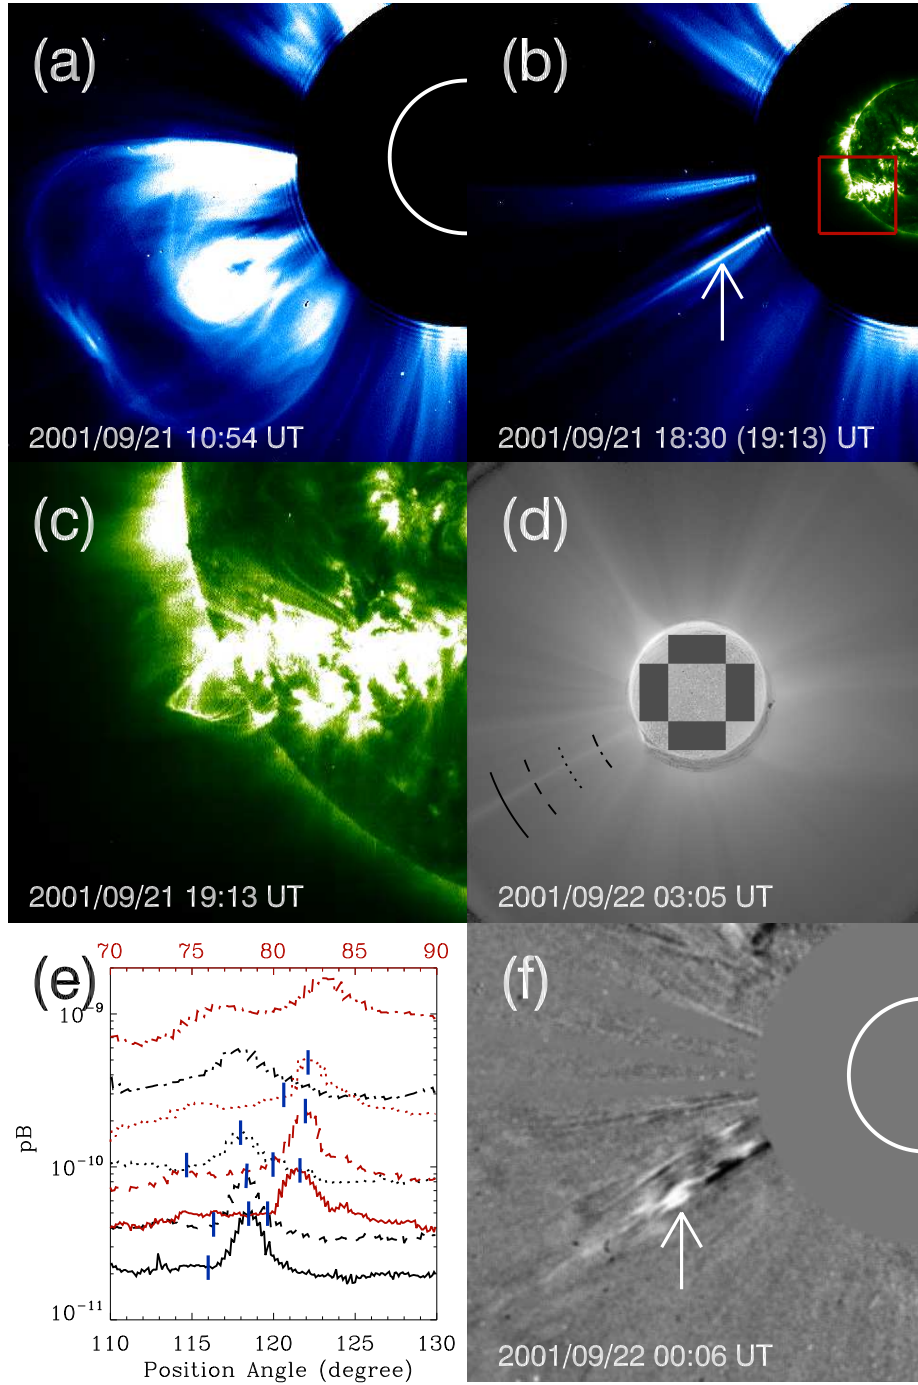 (a)
(b)
2001/09/21 10:54 UT
2001/09/21 18:30 (19:13) UT
(c)
(d)
2001/09/21 19:13 UT
2001/09/22 03:05 UT
(e)
70 75 80 85 90
10⁻⁹
10⁻¹⁰
10⁻¹¹
pB
110 115 120 125 130
Position Angle (degree)
(f)
2001/09/22 00:06 UT